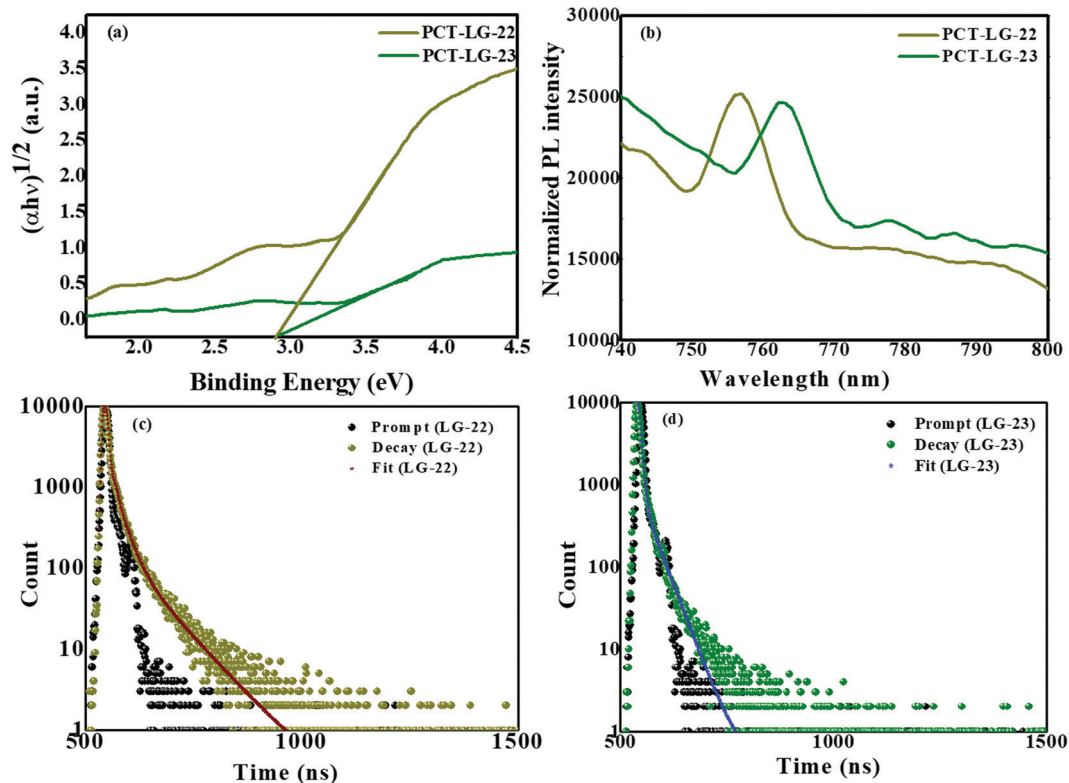 (a)
PCT-LG-22
PCT-LG-23
4.0
3.5
3.0
2.5
2.0
1.5
1.0
0.5
0.0
(αhν)1/2 (a.u.)
2.0 2.5 3.0 3.5 4.0 4.5
Binding Energy (eV)
(b)
PCT-LG-22
PCT-LG-23
30000
25000
20000
15000
10000
Normalized PL intensity
740 750 760 770 780 790 800
Wavelength (nm)
(c)
Prompt (LG-22)
Decay (LG-22)
Fit (LG-22)
10000
1000
100
10
1
Count
500 1000 1500
Time (ns)
(d)
Prompt (LG-23)
Decay (LG-23)
Fit (LG-23)
10000
1000
100
10
1
Count
500 1000 1500
Time (ns)